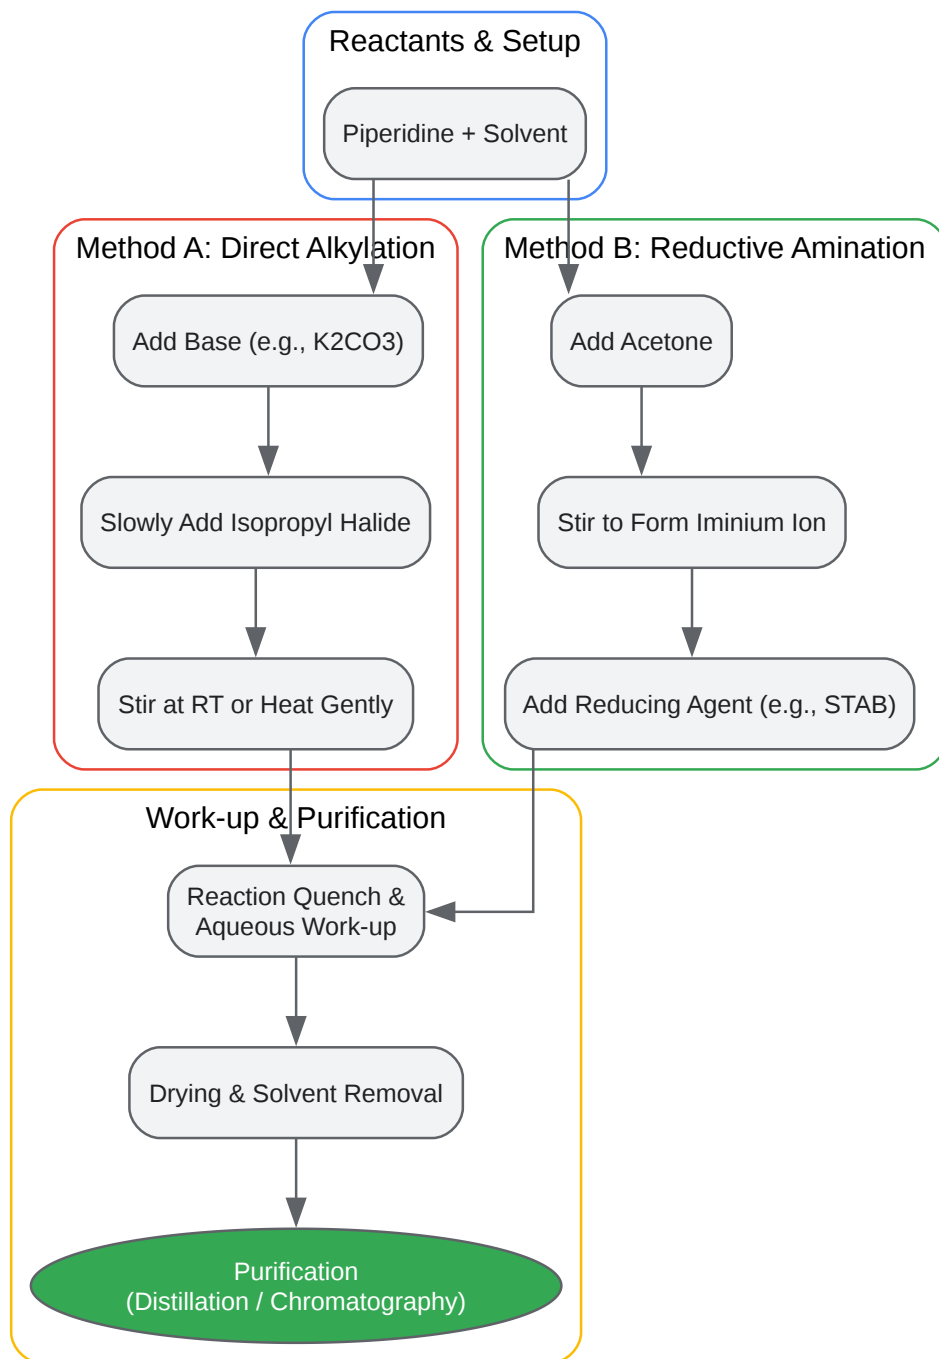 Reactants & Setup
Piperidine + Solvent
Method A: Direct Alkylation
Add Base (e.g., K2CO3)
Slowly Add Isopropyl Halide
Stir at RT or Heat Gently
Method B: Reductive Amination
Add Acetone
Stir to Form Iminium Ion
Add Reducing Agent (e.g., STAB)
Work-up & Purification
Reaction Quench &
Aqueous Work-up
Drying & Solvent Removal
Purification
(Distillation / Chromatography)